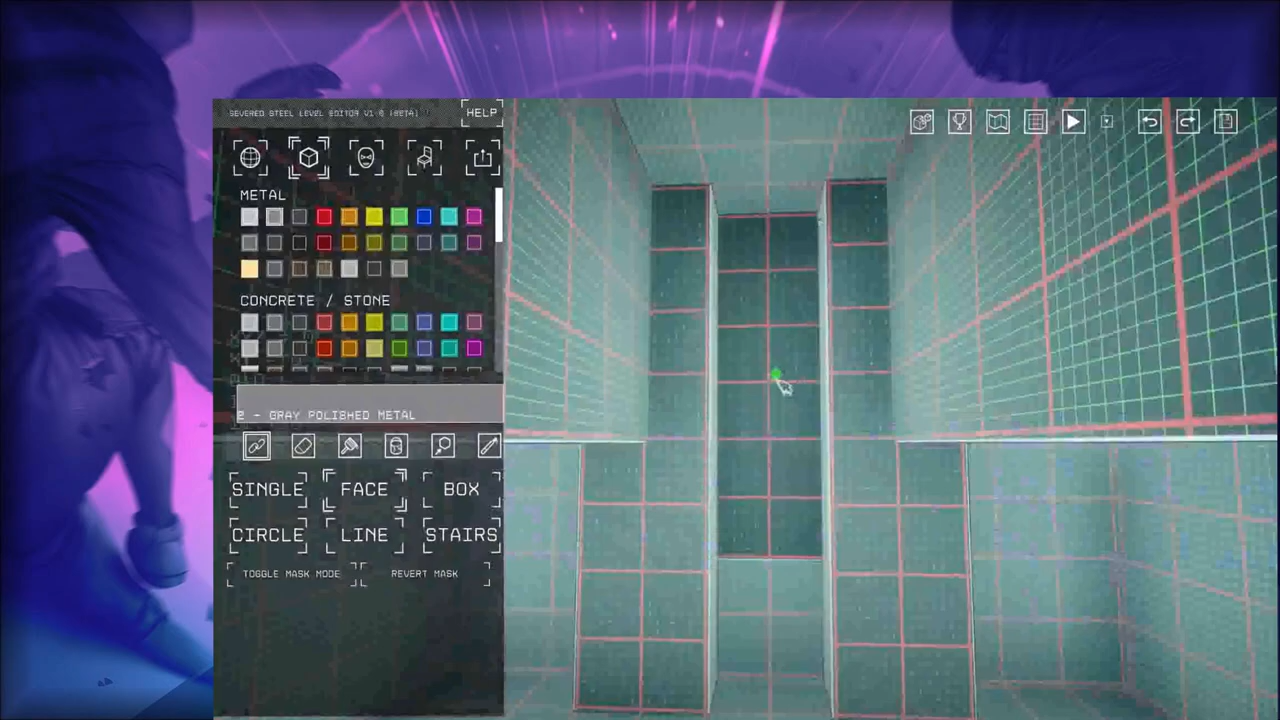 SEVERED STEEL LEVEL EDITOR V1.0 (BETA)
HELP
METAL
CONCRETE / STONE
2 - GRAY POLISHED METAL
SINGLE FACE BOX
CIRCLE LINE STAIRS
TOGGLE MASK MODE REVERT MASK